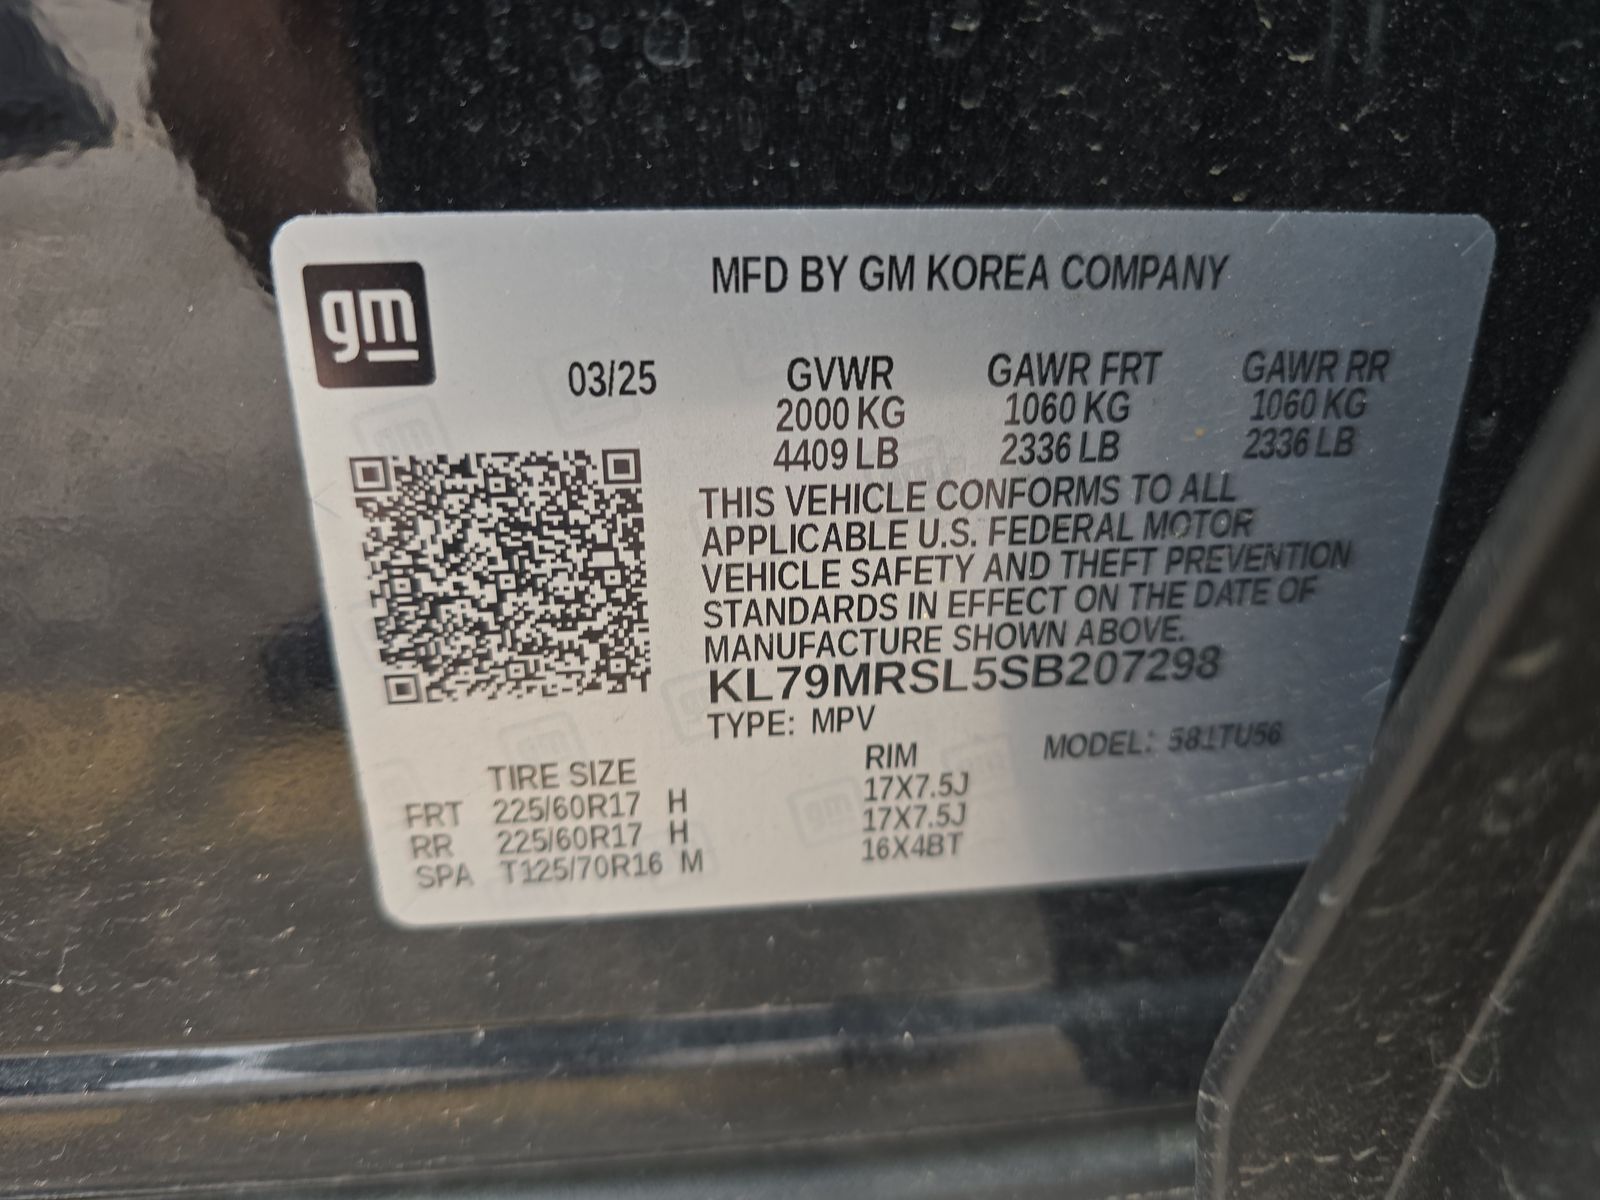 gm
MFD BY GM KOREA COMPANY
03/25 GVWR GAWR FRT GAWR RR
2000 KG 1060 KG 1060 KG
4409 LB 2336 LB 2336 LB
THIS VEHICLE CONFORMS TO ALL
APPLICABLE U.S. FEDERAL MOTOR
VEHICLE SAFETY AND THEFT PREVENTION
STANDARDS IN EFFECT ON THE DATE OF
MANUFACTURE SHOWN ABOVE.
KL79MRSL5SB207298
TYPE: MPV
MODEL: 581TU56
TIRE SIZE RIM
FRT 225/60R17 H 17X7.5J
RR 225/60R17 H 17X7.5J
SPA T125/70R16 M 16X4BT